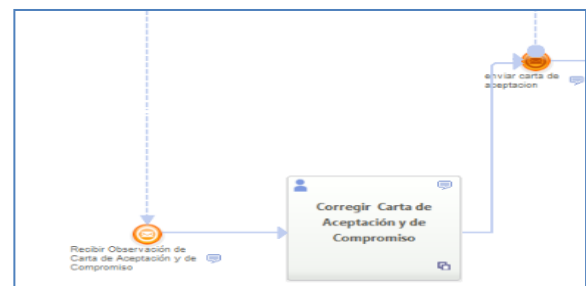 enviar carta de
aceptacion
Corregir Carta de
Aceptación y de
Compromiso
Recibir Observación de
Carta de Aceptación y de
Compromiso